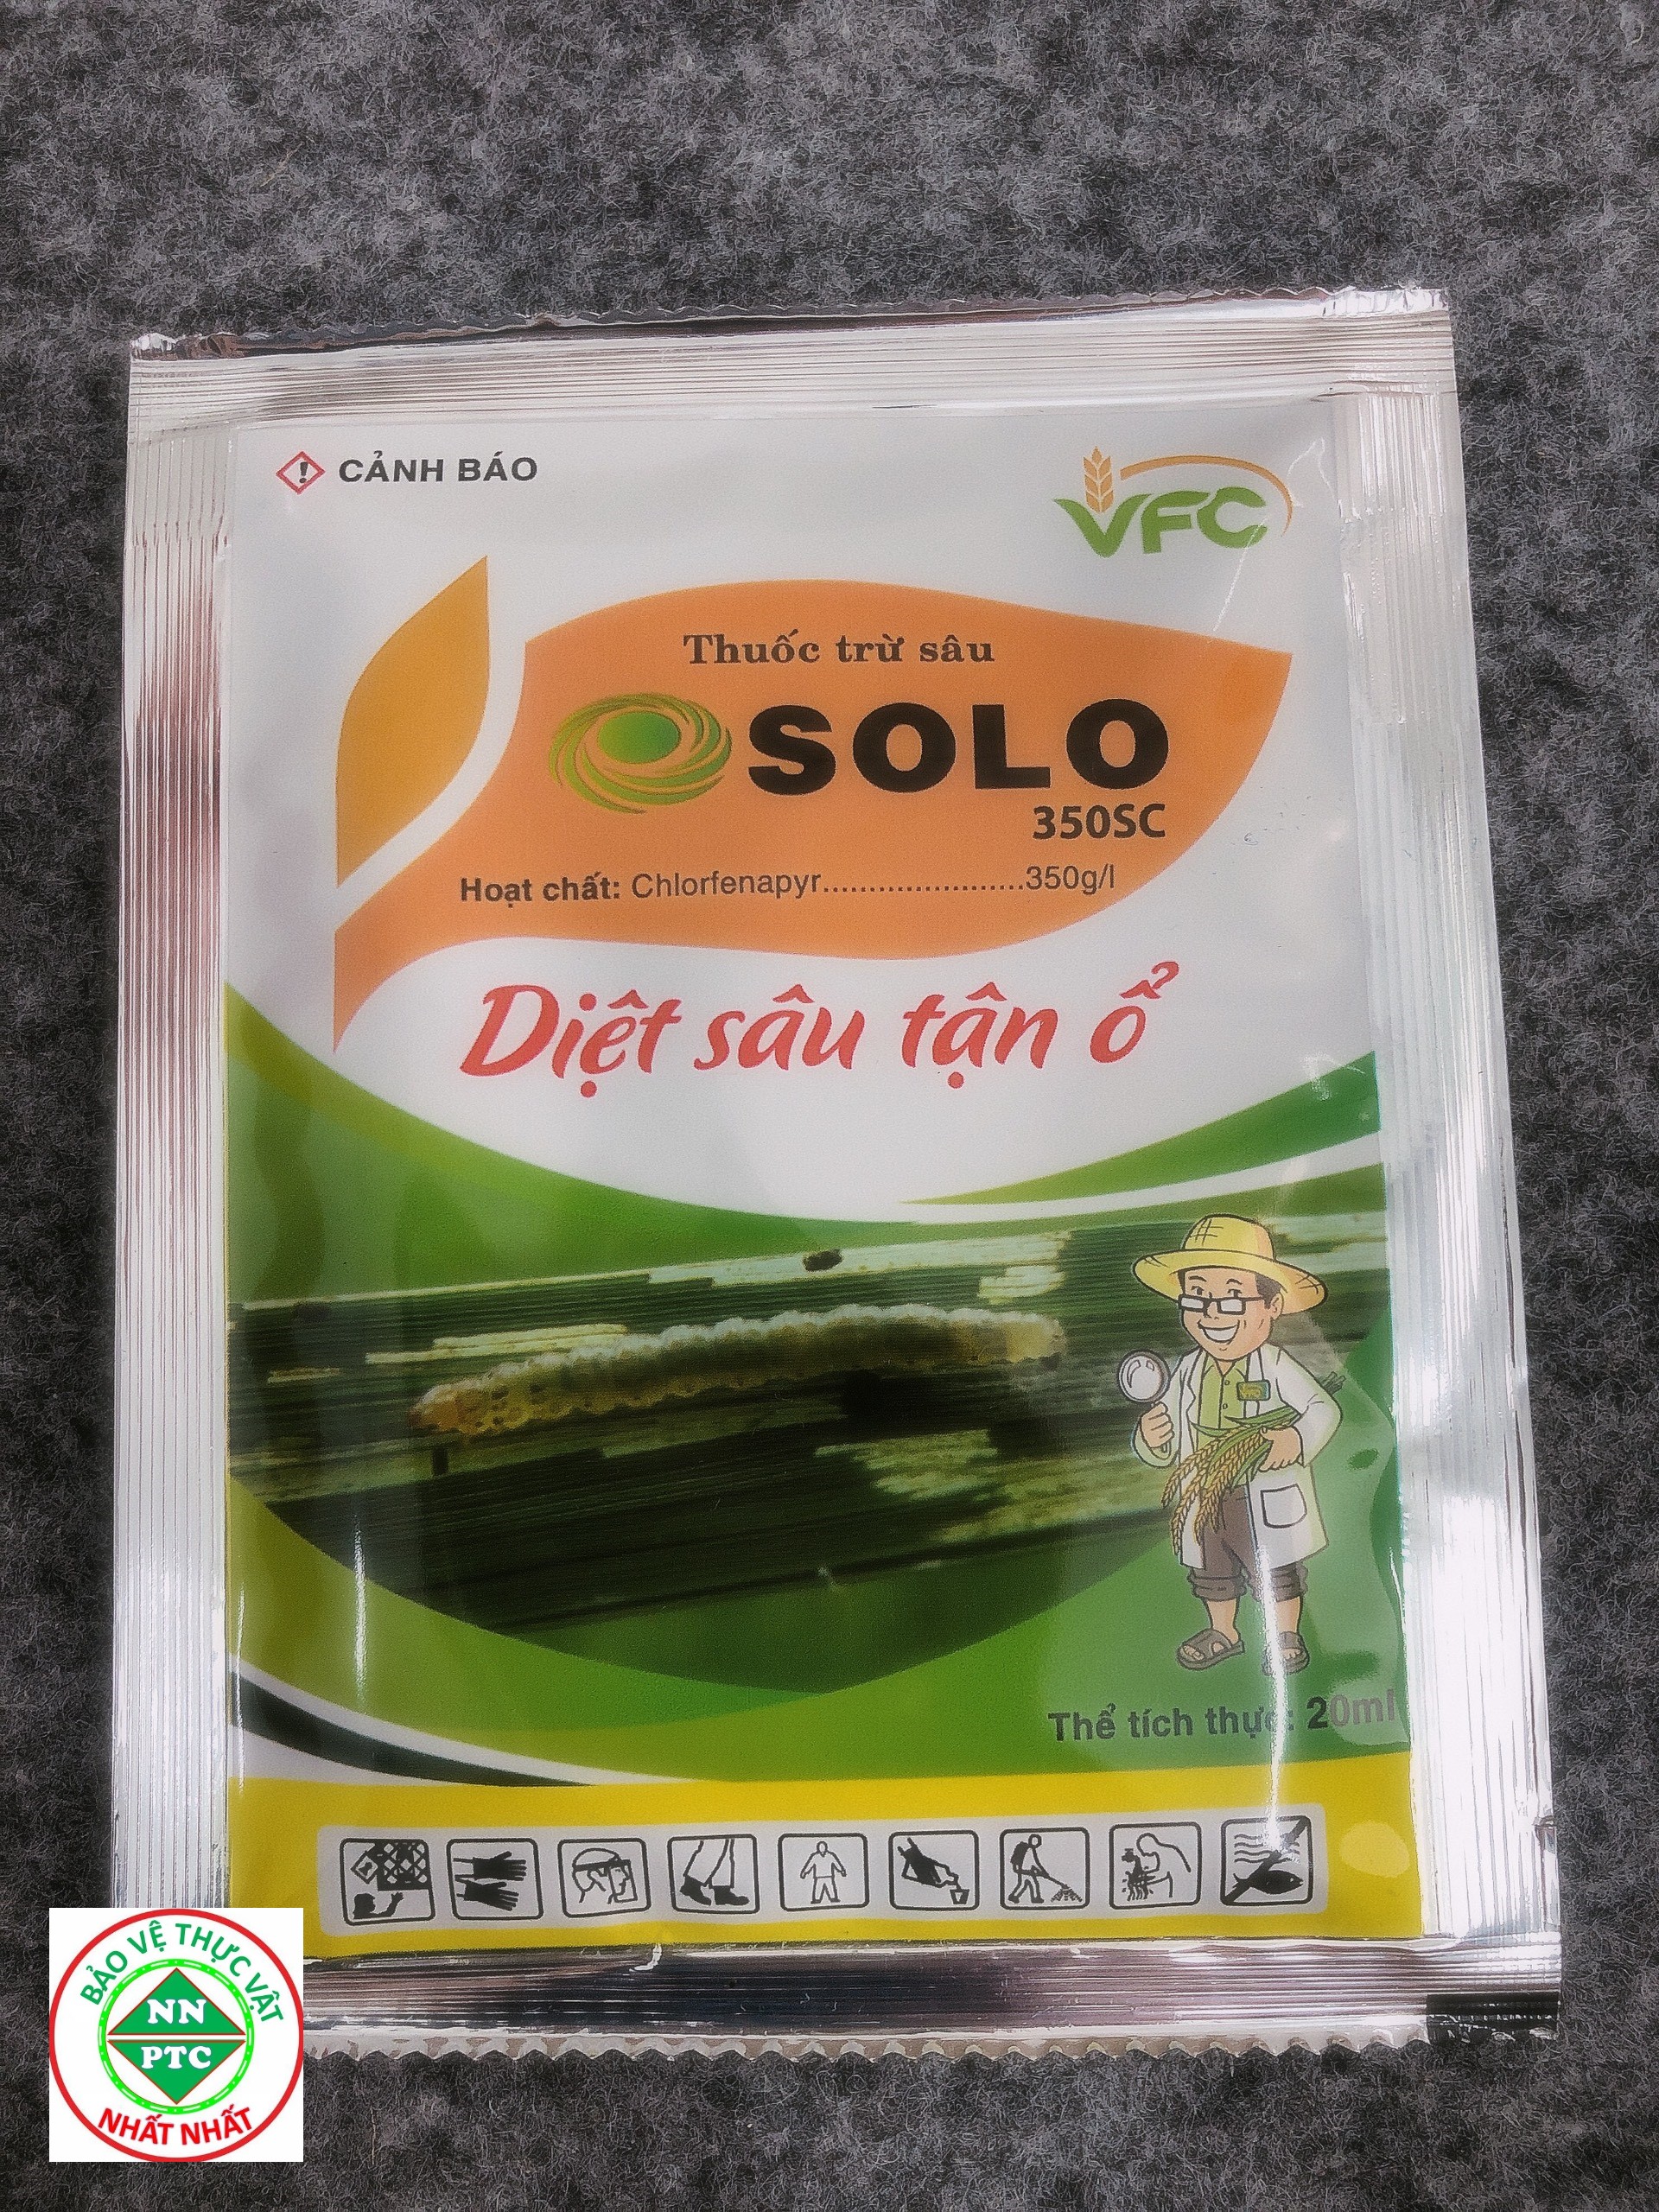 CẢNH BÁO
VFC
Thuốc trừ sâu
SOLO
350SC
Hoạt chất: Chlorfenapyr......................350g/l
Diệt sâu tận ổ
Thể tích thực: 20ml
BẢO VỆ THỰC VẬT
NN
PTC
NHẤT NHẤT